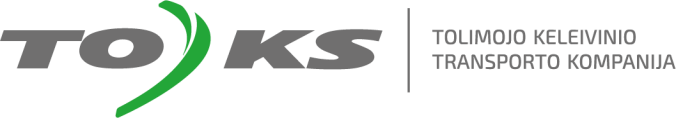 TOKS
TOLIMOJO KELEIVINIO
TRANSPORTO KOMPANIJA